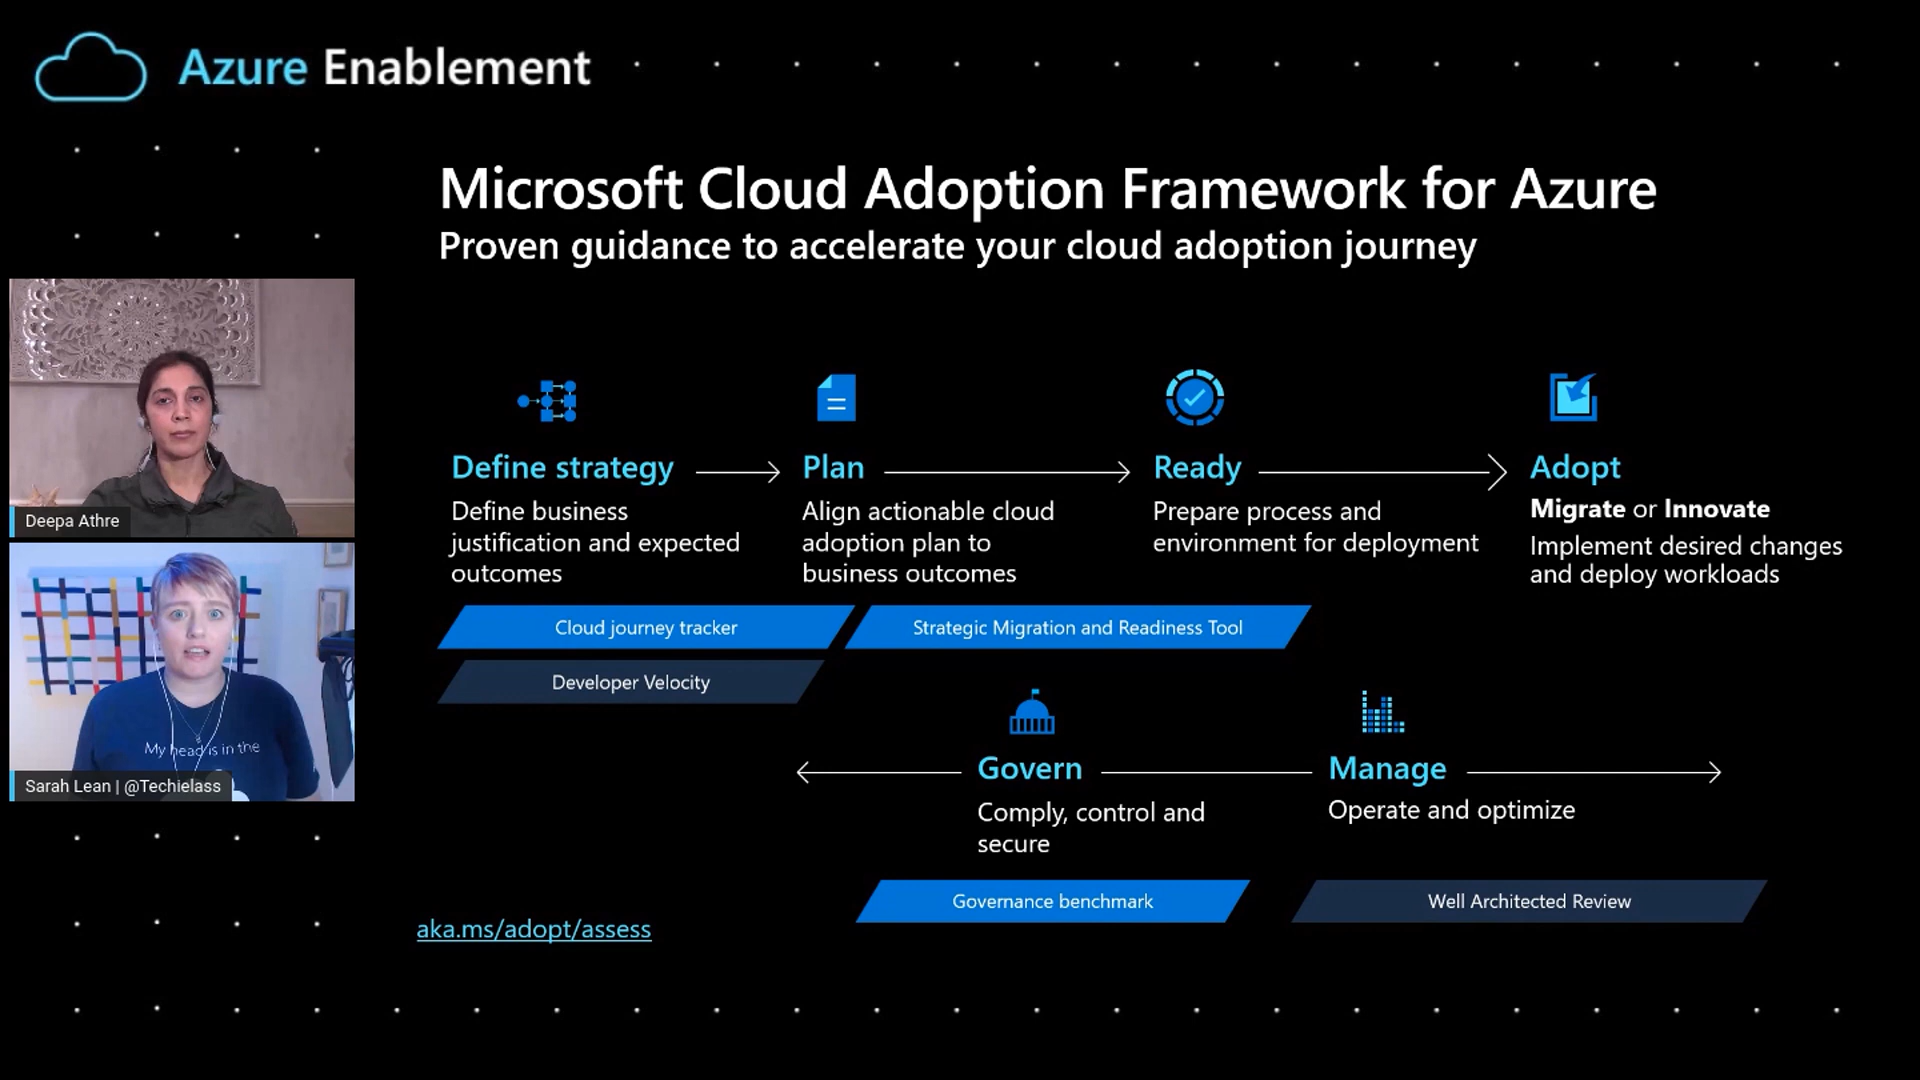 Azure Enablement
Microsoft Cloud Adoption Framework for Azure
Proven guidance to accelerate your cloud adoption journey
Deepa Athre
My head is in the
Sarah Lean | @Techielass
Define strategy
Define business
justification and expected
outcomes
Plan
Align actionable cloud
adoption plan to
business outcomes
Ready
Prepare process and
environment for deployment
Adopt
Migrate or Innovate
Implement desired changes
and deploy workloads
Cloud journey tracker
Strategic Migration and Readiness Tool
Developer Velocity
Govern
Comply, control and
secure
Manage
Operate and optimize
Governance benchmark
Well Architected Review
aka.ms/adopt/assess